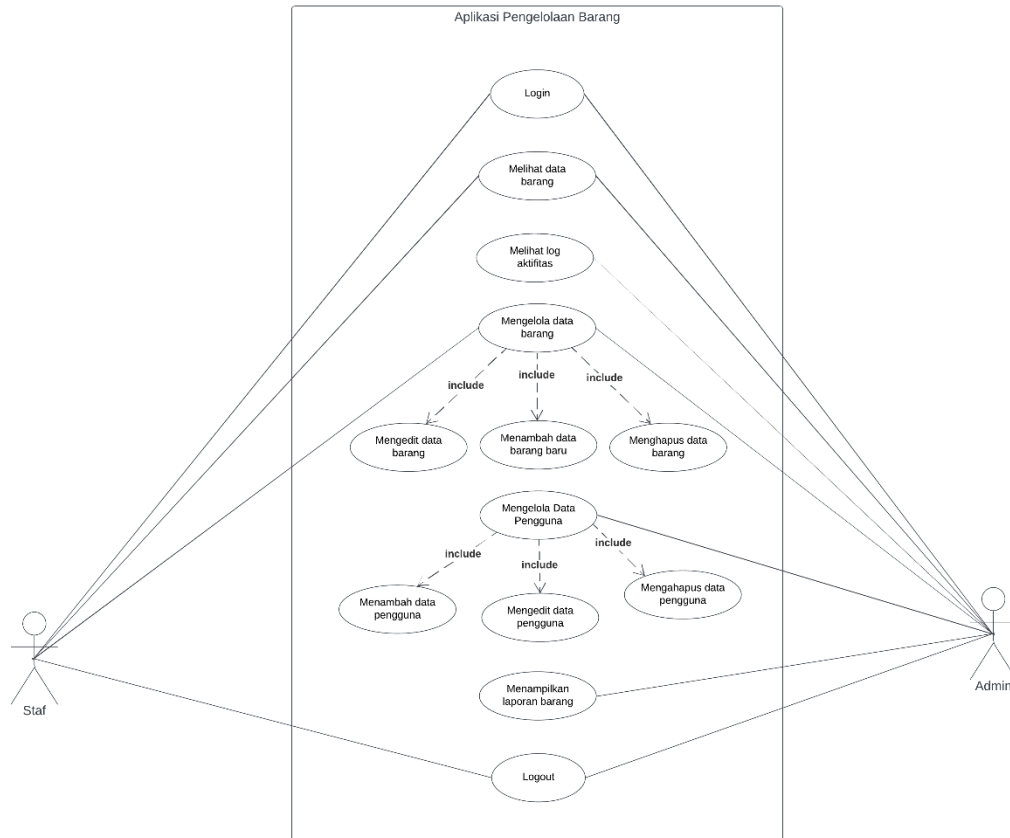 Aplikasi Pengelolaan Barang
Login
Melihat data
barang
Melihat log
aktifitas
Mengelola data
barang
include
include
include
Mengedit data
barang
Menambah data
barang baru
Menghapus data
barang
Mengelola Data
Pengguna
include
include
include
Menambah data
pengguna
Mengedit data
pengguna
Mengahapus data
pengguna
Staf
Admin
Menampilkan
laporan barang
Logout